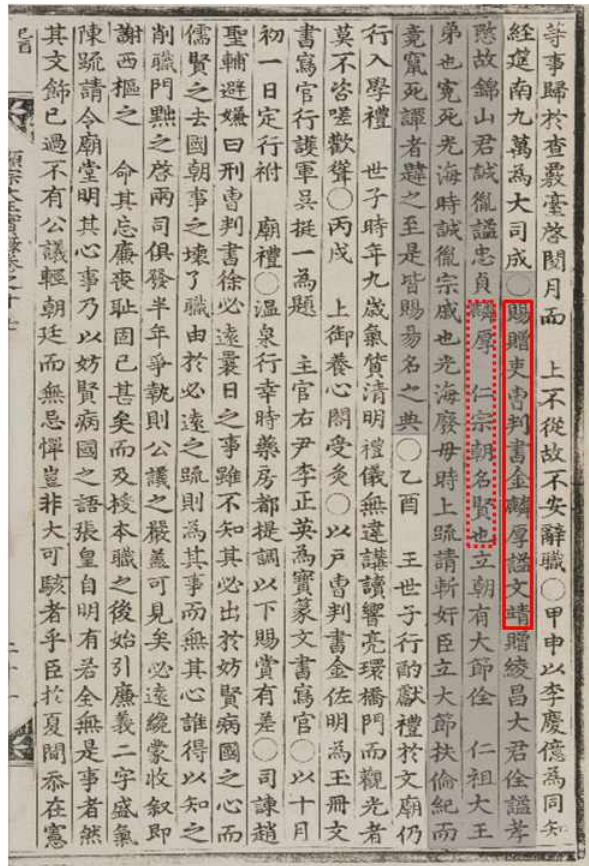 等事歸於查覈臺啓閱月而 上不從故不安辭職○甲申以李慶億爲同知
經筵南九萬爲大司成○賜贈吏曹判書金麟厚謚文靖贈綾昌大君佺謚孝
愍故錦山君誠胤謚忠貞麟厚 仁宗朝名賢也立朝有大節佺 仁祖大王
弟也寃死光海時誠胤宗戚也光海廢母時上疏請斬奸臣立大節扶倫紀而
竟竄死譚者韙之至是皆賜易名之典○乙酉 王世子行酌獻禮於文廟仍
行入學禮 世子時年九歲氣質清明禮儀無違講讀響亮環橋門而觀光者
莫不咨嗟歡聳○丙戌 上御養心閤受灸○以戶曹判書金佐明爲玉冊文
書寫官行護軍吳挺一爲題 主官右尹李正英爲寶篆文書寫官○以十月
初一日定行祔 廟禮○溫泉行幸時藥房都提調以下賜賞有差○司諫趙
聖輔避嫌曰刑曹判書徐必遠曩日之事雖不知其必出於妨賢病國之心而
儒賢之去國朝事之壞了職由於必遠之疏則爲其事而無其心誰得以知之
削職門黜之啓兩司俱發半年爭執則公議之嚴蓋可見矣必遠纔蒙收叙即
謝西樞之 命其忘廉喪恥固已甚矣而及授本職之後始引廉義二字盛氣
陳疏請令廟堂明其心事乃以妨賢病國之語張皇自明有若全無是事者然
其文飾已過不有公議輕朝廷而無忌憚豈非大可駭者乎臣於夏間忝在憲